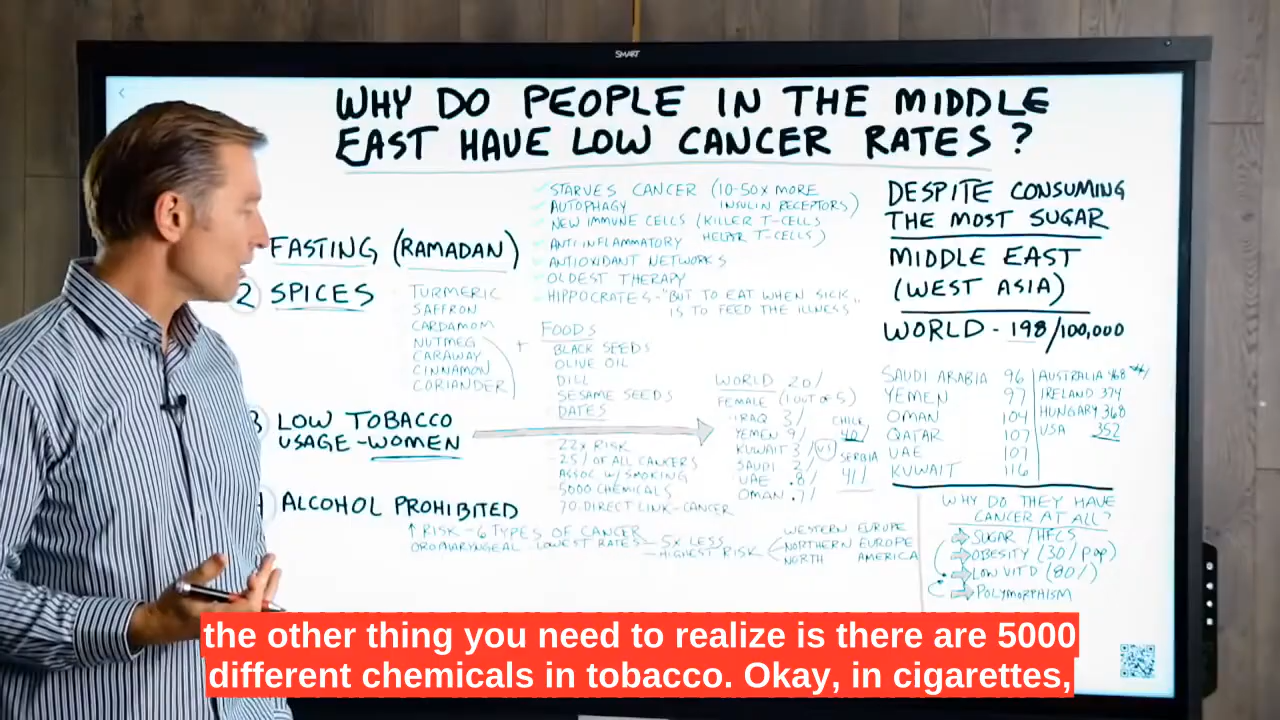 SMART
WHY DO PEOPLE IN THE MIDDLE
EAST HAVE LOW CANCER RATES?
FASTING (RAMADAN)
STARVES CANCER (10-50X MORE
INSULIN RECEPTORS)
AUTOPHAGY
NEW IMMUNE CELLS (KILLER T-CELLS
HELPER T-CELLS)
ANTI INFLAMMATORY
ANTIOXIDANT NETWORKS
OLDEST THERAPY
HIPPOCRATES-"BUT TO EAT WHEN SICK,
IS TO FEED THE ILLNESS
2 SPICES
TURMERIC
SAFFRON
CARDAMOM
NUTMEG
CARAWAY
CINNAMON
CORIANDER
+
FOODS
BLACK SEEDS
OLIVE OIL
DILL
SESAME SEEDS
DATES
3 LOW TOBACCO
USAGE-WOMEN
22X RISK
25/ OF ALL CANCERS
ASSOC W/ SMOKING
5000 CHEMICALS
70-DIRECT LINK-CANCER
WORLD 20/
FEMALE (1 OUT OF 5)
IRAQ 3/
YEMEN 9/
KUWAIT 3/
SAUDI 2/
UAE .8/
OMAN .7/
VS
CHILE
40/
SERBIA
41/
4 ALCOHOL PROHIBITED
↑ RISK-6 TYPES OF CANCER
LOWEST RATES
5X LESS
HIGHEST RISK
WESTERN EUROPE
NORTHERN EUROPE
NORTH AMERICA
DESPITE CONSUMING
THE MOST SUGAR
MIDDLE EAST
(WEST ASIA)
WORLD - 198/100,000
SAUDI ARABIA 96
YEMEN 97
OMAN 104
QATAR 107
UAE 107
KUWAIT 116
AUSTRALIA 468
IRELAND 374
HUNGARY 368
USA 352
WHY DO THEY HAVE
CANCER AT ALL?
SUGAR/HFCS
OBESITY (30/ POP)
LOW VIT D (80/)
POLYMORPHISM
the other thing you need to realize is there are 5000
different chemicals in tobacco. Okay, in cigarettes,